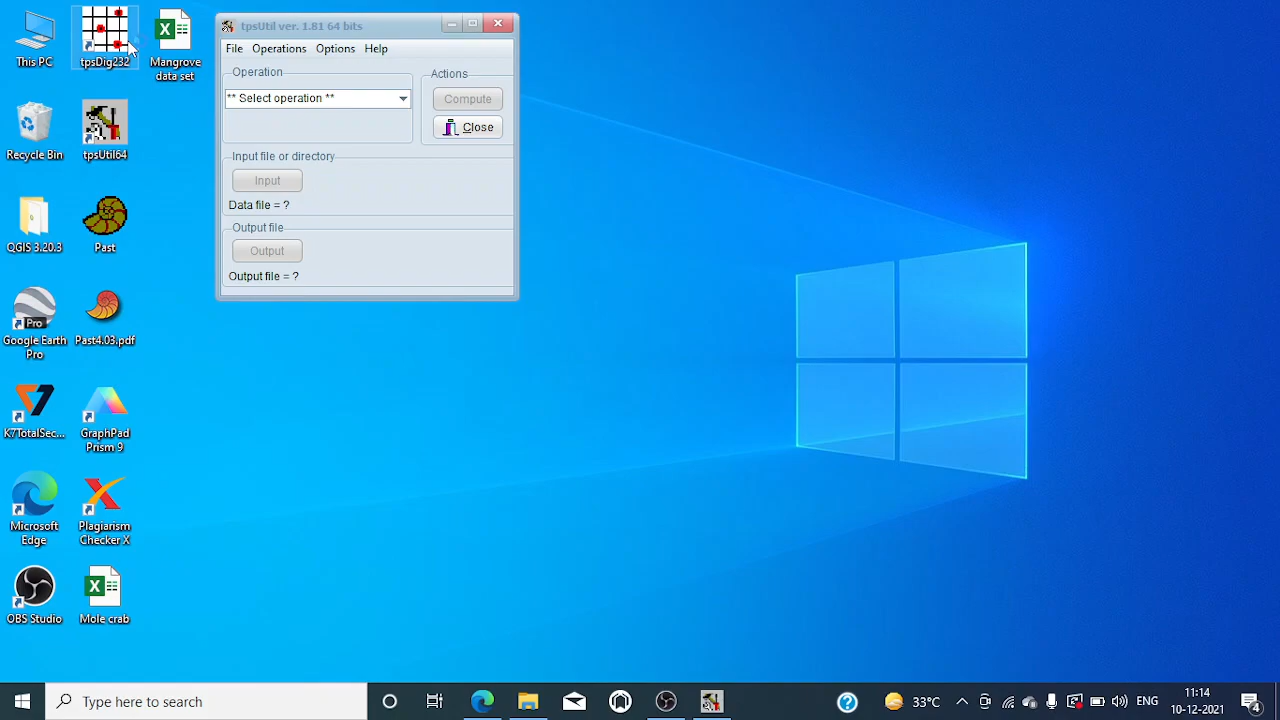 This PC
tpsDig232
Mangrove
data set
Recycle Bin
tpsUtil64
QGIS 3.20.3
Past
Pro
Google Earth
Pro
Past4.03.pdf
K7TotalSec...
GraphPad
Prism 9
Microsoft
Edge
Plagiarism
Checker X
OBS Studio
Mole crab
tpsUtil ver. 1.81 64 bits
File Operations Options Help
Operation
** Select operation **
Actions
Compute
Close
Input file or directory
Input
Data file = ?
Output file
Output
Output file = ?
Type here to search
33°C
ENG
11:14
10-12-2021
4